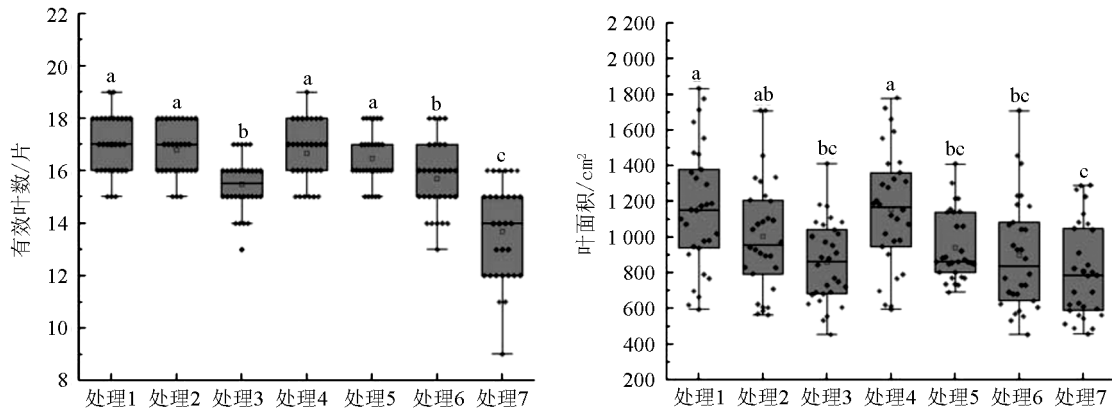 有效叶数/片
22
20
18
16
14
12
10
8
a
a
b
a
a
b
c
处理1 处理2 处理3 处理4 处理5 处理6 处理7
叶面积/cm²
2 200
2 000
1 800
1 600
1 400
1 200
1 000
800
600
400
200
a
ab
bc
a
bc
bc
c
处理1 处理2 处理3 处理4 处理5 处理6 处理7